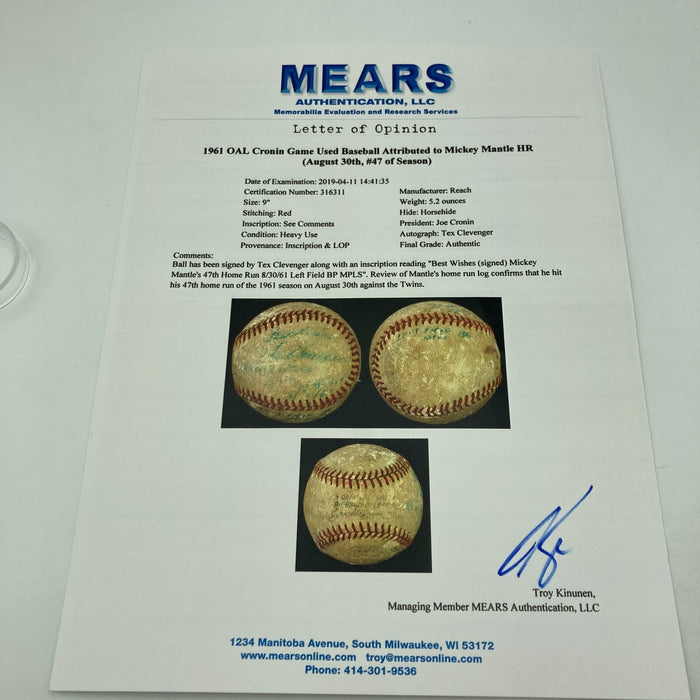 MEARS
AUTHENTICATION, LLC
Memorabilia Evaluation and Research Services
Letter of Opinion
1961 OAL Cronin Game Used Baseball Attributed to Mickey Mantle HR
(August 30th, #47 of Season)
Date of Examination: 2019-04-11 14:41:35
Certification Number: 316311
Size: 9"
Stitching: Red
Inscription: See Comments
Condition: Heavy Use
Provenance: Inscription & LOP
Manufacturer: Reach
Weight: 5.2 ounces
Hide: Horsehide
President: Joe Cronin
Autograph: Tex Clevenger
Final Grade: Authentic
Comments:
Ball has been signed by Tex Clevenger along with an inscription reading "Best Wishes (signed) Mickey
Mantle's 47th Home Run 8/30/61 Left Field BP MPLS". Review of Mantle's home run log confirms that he hit
his 47th home run of the 1961 season on August 30th against the Twins.
Troy Kinunen,
Managing Member MEARS Authentication, LLC
1234 Manitoba Avenue, South Milwaukee, WI 53172
www.mearsonline.com troy@mearsonline.com
Phone: 414-301-9536